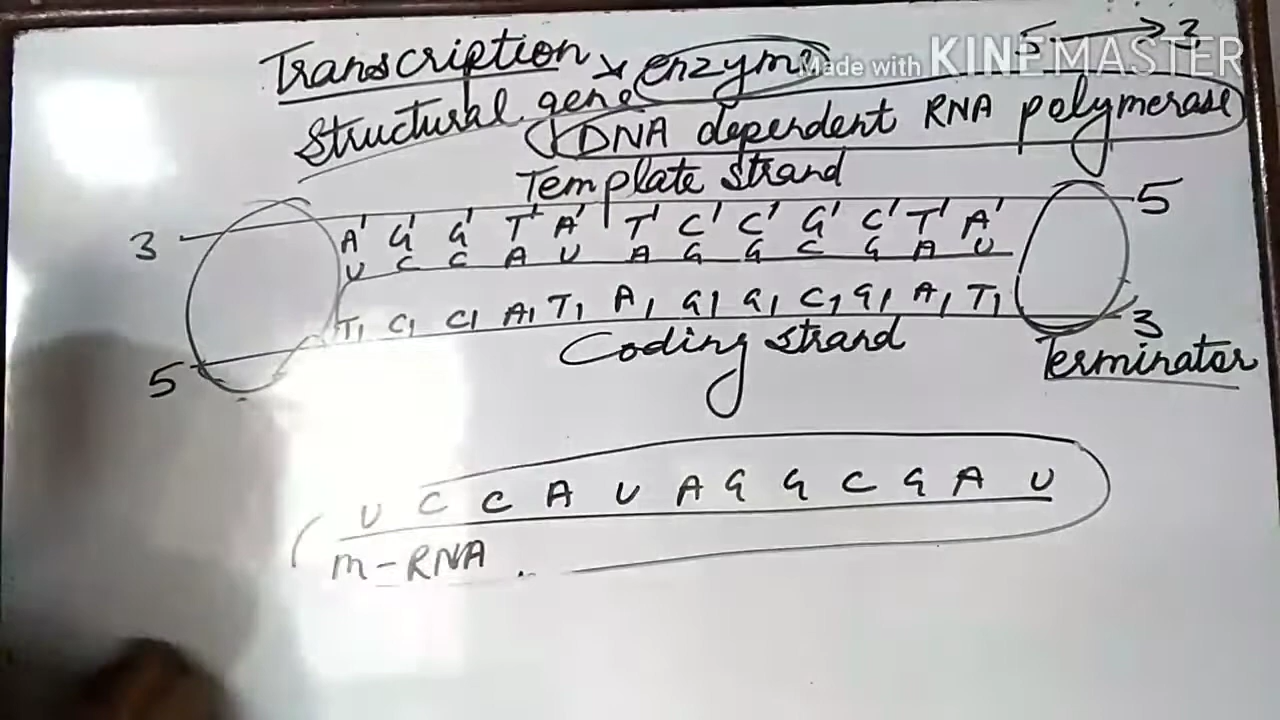 Transcription enzyme 5 → 3
Made with KINEMASTER
Structural gene
DNA dependent RNA polymerase
Template strand
3 5
A' G' G' T' A' T' C' C' G' C' T' A'
U C C A U A G G C G A U
T C C A T A G G C G A T
5 3
Coding strand
Terminator
U C C A U A G G C G A U
m-RNA